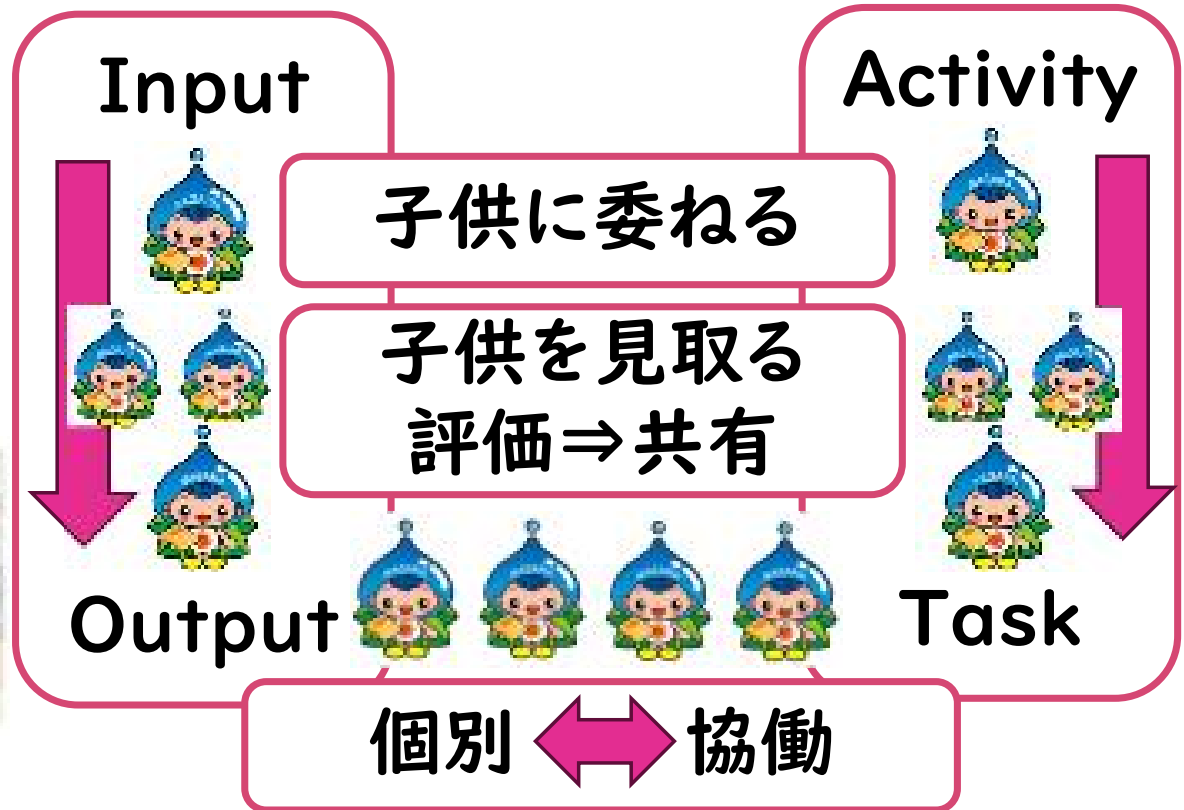 Input
Activity
子供に委ねる
子供を見取る
評価⇒共有
Output
Task
個別 協働